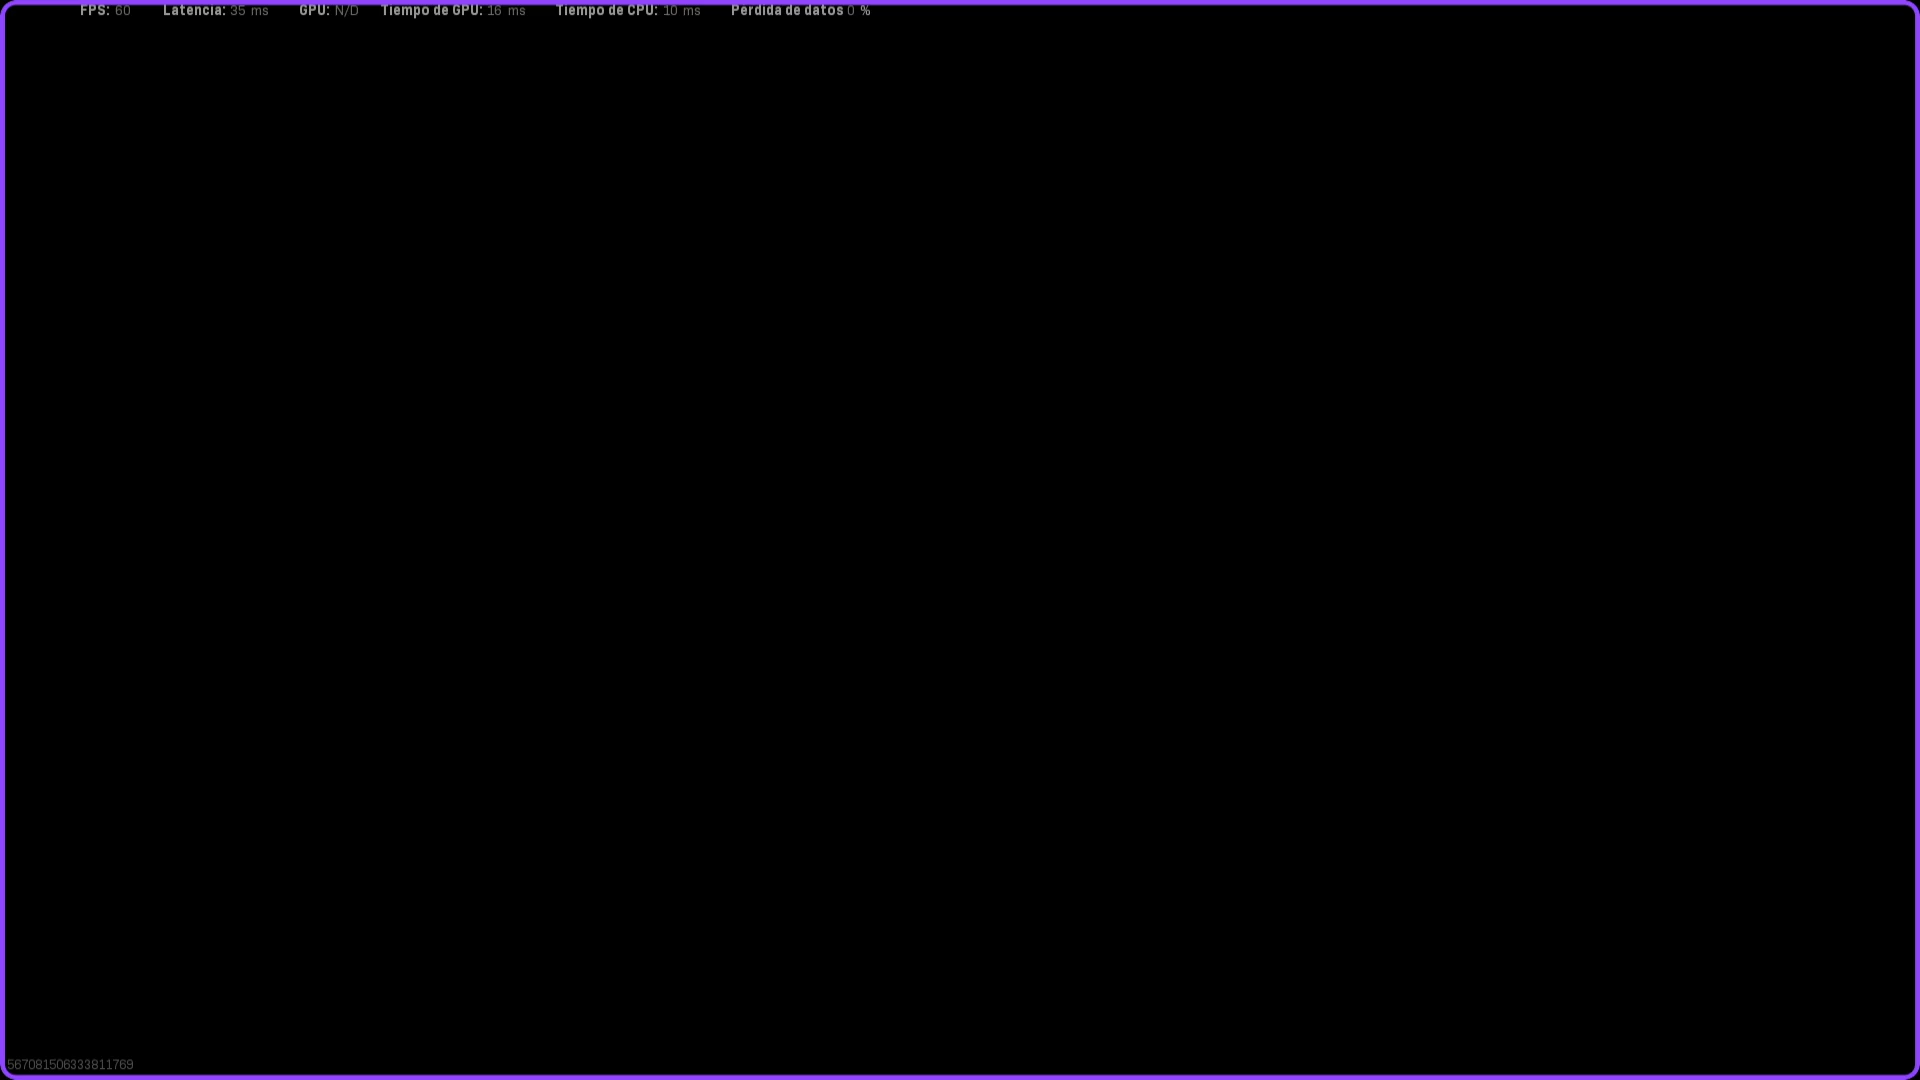 FPS: 60 Latencia: 35 ms GPU: N/D Tiempo de GPU: 16 ms Tiempo de CPU: 10 ms Perdida de datos 0 %
567081506333811769